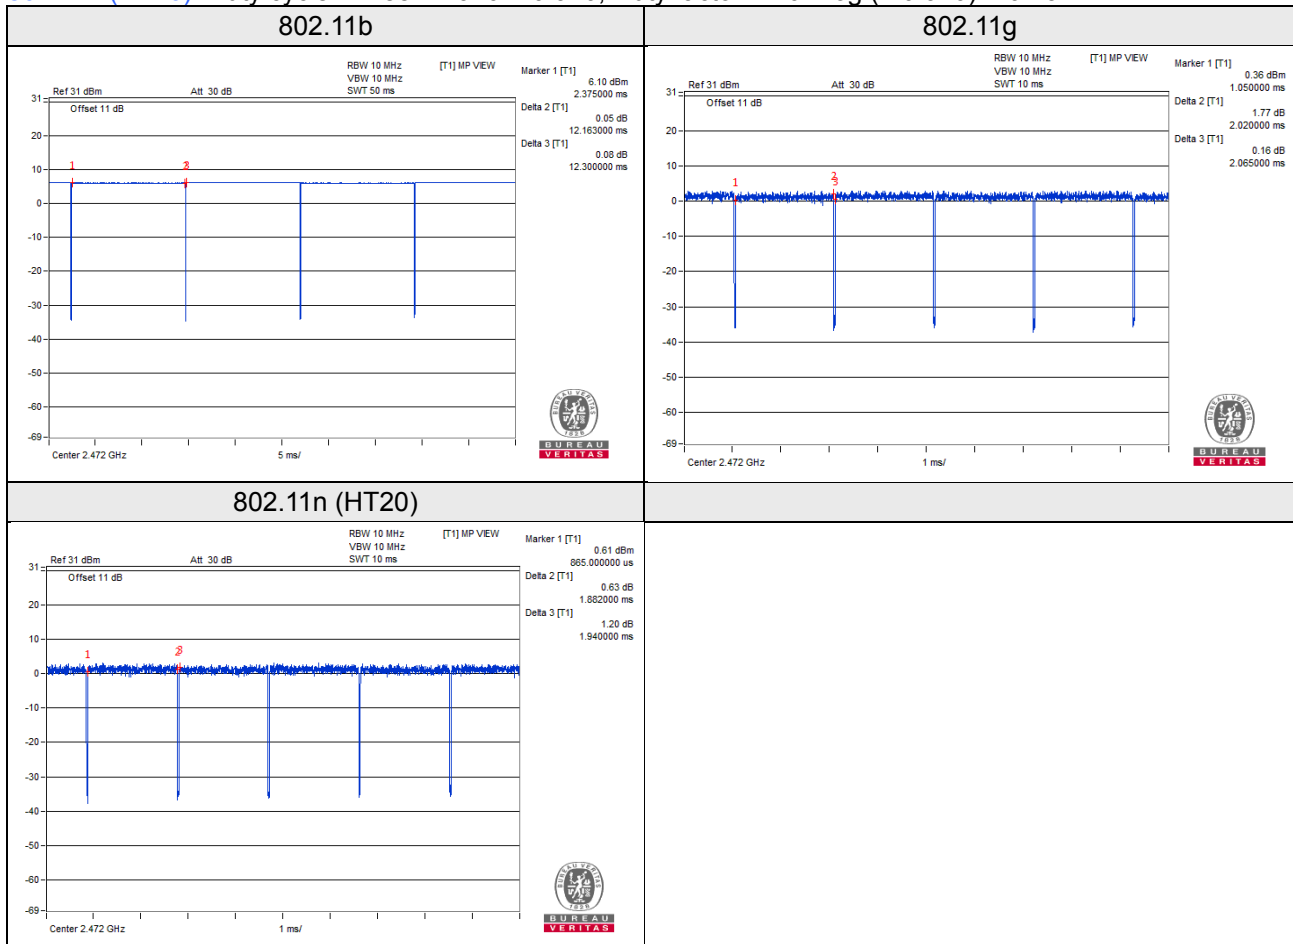 802.11b
802.11g
RBW 10 MHz [T1] MP VIEW
VBW 10 MHz
Ref 31 dBm Att 30 dB SWT 50 ms
Offset 11 dB
Marker 1 [T1]
6.10 dBm
2.375000 ms
Delta 2 [T1]
0.05 dB
12.163000 ms
Delta 3 [T1]
0.08 dB
12.300000 ms
31
20
10
0
-10
-20
-30
-40
-50
-60
-69
1
Center 2.472 GHz 5 ms/
BUREAU VERITAS
1828
BUREAU
VERITAS
RBW 10 MHz [T1] MP VIEW
VBW 10 MHz
Ref 31 dBm Att 30 dB SWT 10 ms
Offset 11 dB
Marker 1 [T1]
0.36 dBm
1.050000 ms
Delta 2 [T1]
1.77 dB
2.020000 ms
Delta 3 [T1]
0.16 dB
2.065000 ms
31
20
10
0
-10
-20
-30
-40
-50
-60
-69
1
2
3
Center 2.472 GHz 1 ms/
BUREAU VERITAS
1828
BUREAU
VERITAS
802.11n (HT20)
RBW 10 MHz [T1] MP VIEW
VBW 10 MHz
Ref 31 dBm Att 30 dB SWT 10 ms
Offset 11 dB
Marker 1 [T1]
0.61 dBm
865.000000 us
Delta 2 [T1]
0.63 dB
1.882000 ms
Delta 3 [T1]
1.20 dB
1.940000 ms
31
20
10
0
-10
-20
-30
-40
-50
-60
-69
1
2 3
Center 2.472 GHz 1 ms/
BUREAU VERITAS
1828
BUREAU
VERITAS